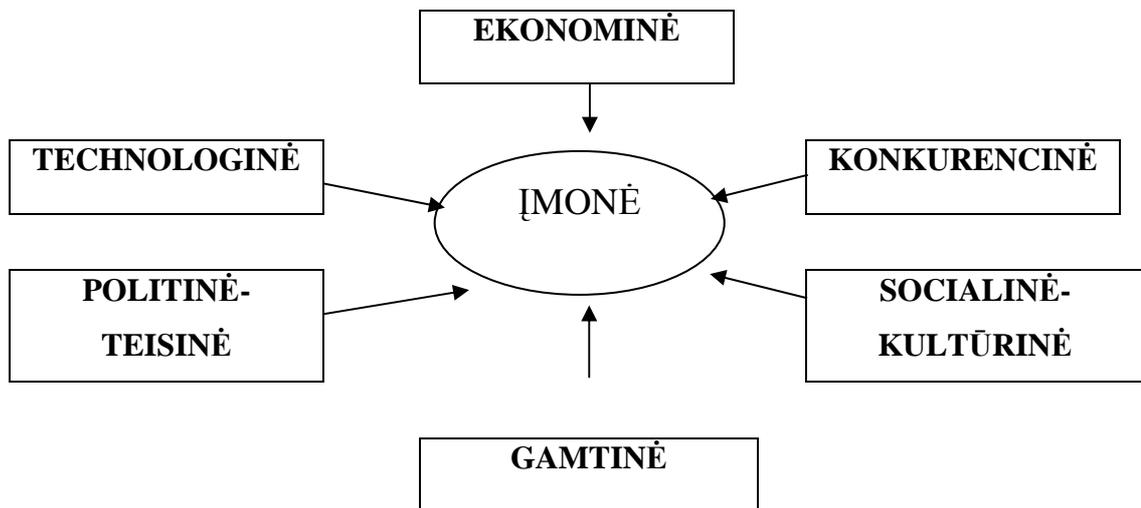 EKONOMINĖ
TECHNOLOGINĖ
KONKURENCINĖ
ĮMONĖ
POLITINĖ-
TEISINĖ
SOCIALINĖ-
KULTŪRINĖ
GAMTINĖ